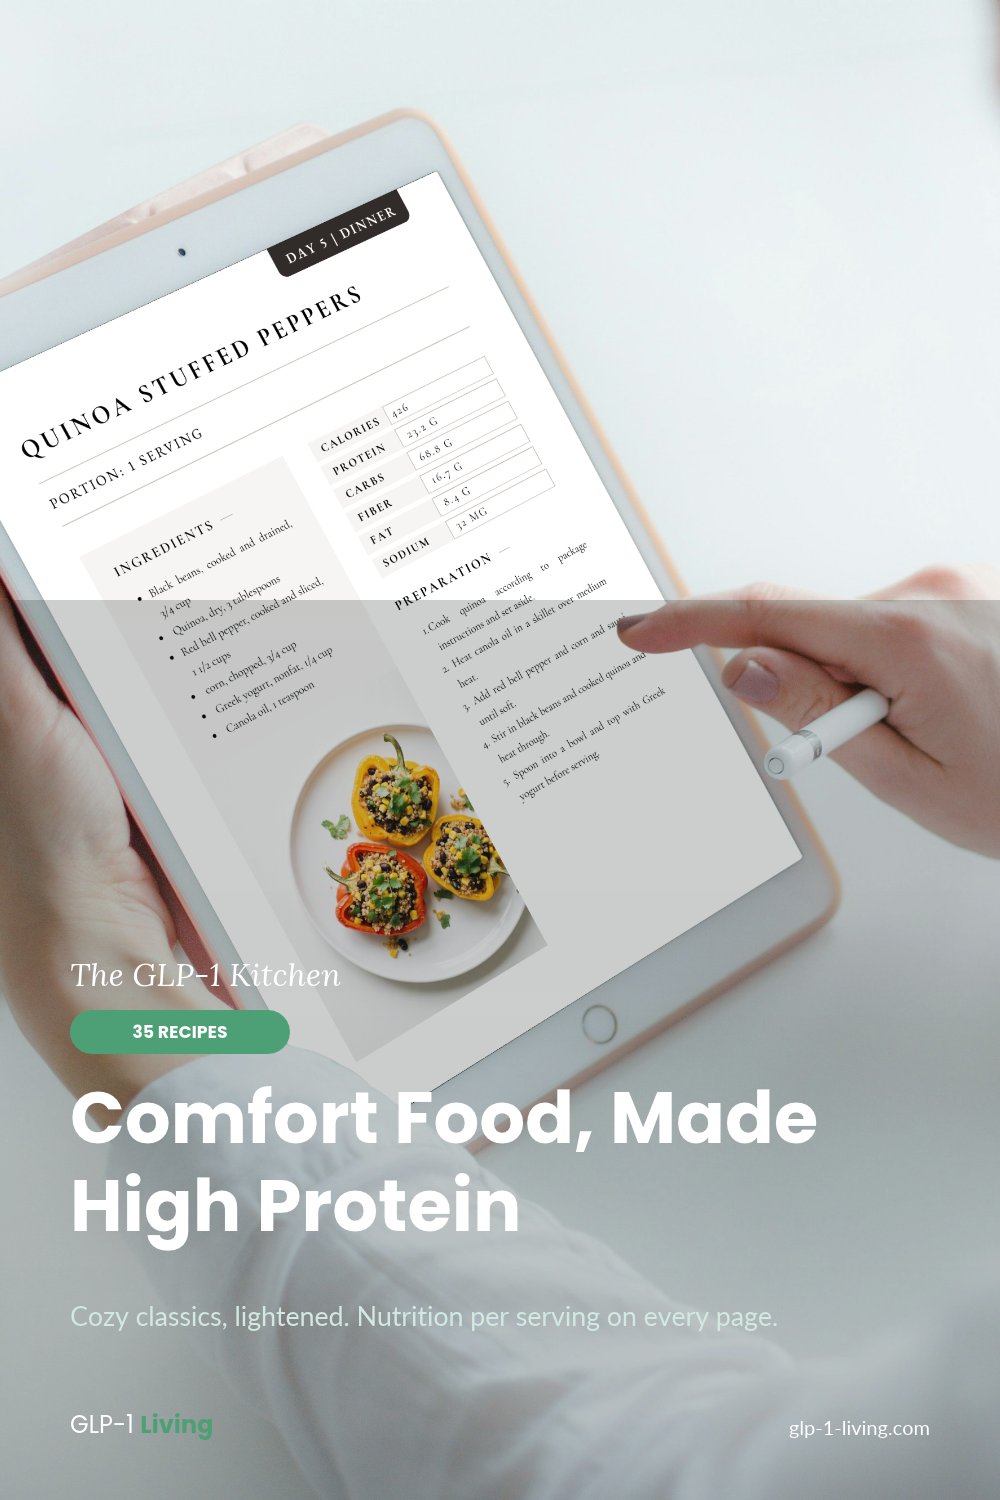 DAY 5 | DINNER
QUINOA STUFFED PEPPERS
PORTION: 1 SERVING
CALORIES 426
PROTEIN 23.2 G
CARBS 68.8 G
FIBER 16.7 G
FAT 8.4 G
SODIUM 32 MG
INGREDIENTS —
• Black beans, cooked and drained,
3/4 cup
• Quinoa, dry, 3 tablespoons
• Red bell pepper, cooked and sliced,
1 1/2 cups
• corn, chopped, 3/4 cup
• Greek yogurt, nonfat, 1/4 cup
• Canola oil, 1 teaspoon
PREPARATION —
1. Cook quinoa according to package
instructions and set aside.
2. Heat canola oil in a skillet over medium
heat.
3. Add red bell pepper and corn and
until soft.
4. Stir in black beans and cooked quinoa and
heat through.
5. Spoon into a bowl and top with Greek
yogurt before serving.
The GLP-1 Kitchen
35 RECIPES
Comfort Food, Made
High Protein
Cozy classics, lightened. Nutrition per serving on every page.
GLP-1 Living
glp-1-living.com